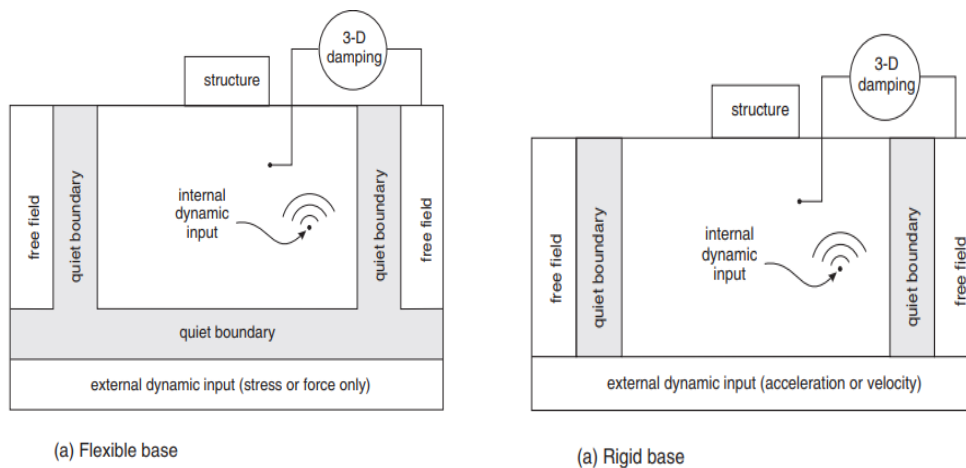 3-D
damping
structure
free field
quiet boundary
internal
dynamic
input
quiet boundary
free field
quiet boundary
external dynamic input (stress or force only)
(a) Flexible base
3-D
damping
structure
free field
quiet boundary
internal
dynamic
input
quiet boundary
free field
external dynamic input (acceleration or velocity)
(a) Rigid base